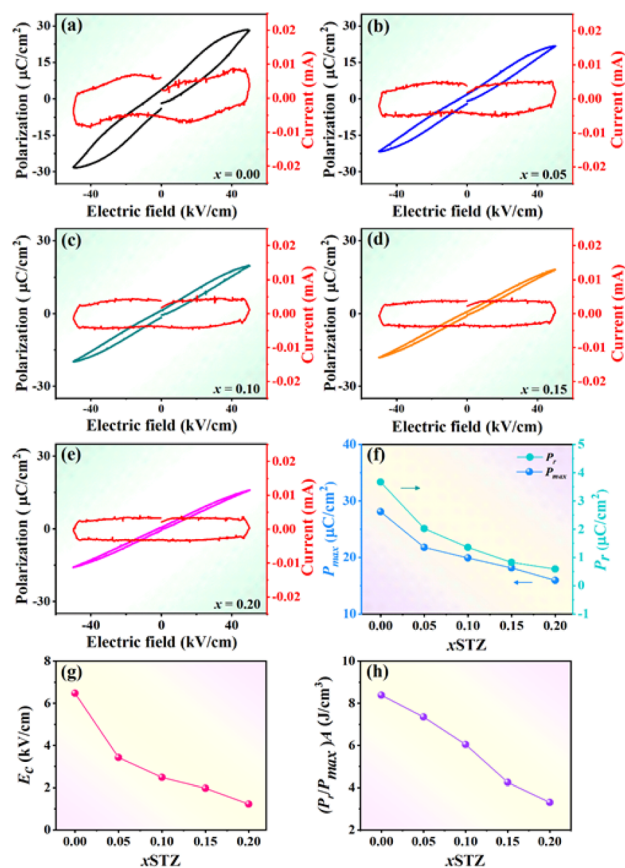 (a)
Polarization ( μC/cm²)
30
15
0
-15
-30
0.02
0.01
0.00
-0.01
-0.02
Current (mA)
x = 0.00
-40
0
40
Electric field (kV/cm)
(b)
Polarization ( μC/cm²)
30
15
0
-15
-30
0.02
0.01
0.00
-0.01
-0.02
Current (mA)
x = 0.05
-40
0
40
Electric field (kV/cm)
(c)
Polarization ( μC/cm²)
30
0
-30
0.02
0.01
0.00
-0.01
-0.02
Current (mA)
x = 0.10
-40
0
40
Electric field (kV/cm)
(d)
Polarization ( μC/cm²)
30
0
-30
0.02
0.01
0.00
-0.01
-0.02
Current (mA)
x = 0.15
-40
0
40
Electric field (kV/cm)
(e)
Polarization ( μC/cm²)
30
0
-30
0.02
0.01
0.00
-0.01
-0.02
Current (mA)
x = 0.20
-40
0
40
Electric field (kV/cm)
(f)
Pmax (μC/cm²)
40
30
20
10
Pr
Pmax
5
4
3
2
1
0
-1
Pr (μC/cm²)
0.00
0.05
0.10
0.15
0.20
xSTZ
(g)
EC (kV/cm)
8
6
4
2
0
0.00
0.05
0.10
0.15
0.20
xSTZ
(h)
(Pr/Pmax )A (J/cm³)
10
8
6
4
2
0.00
0.05
0.10
0.15
0.20
xSTZ